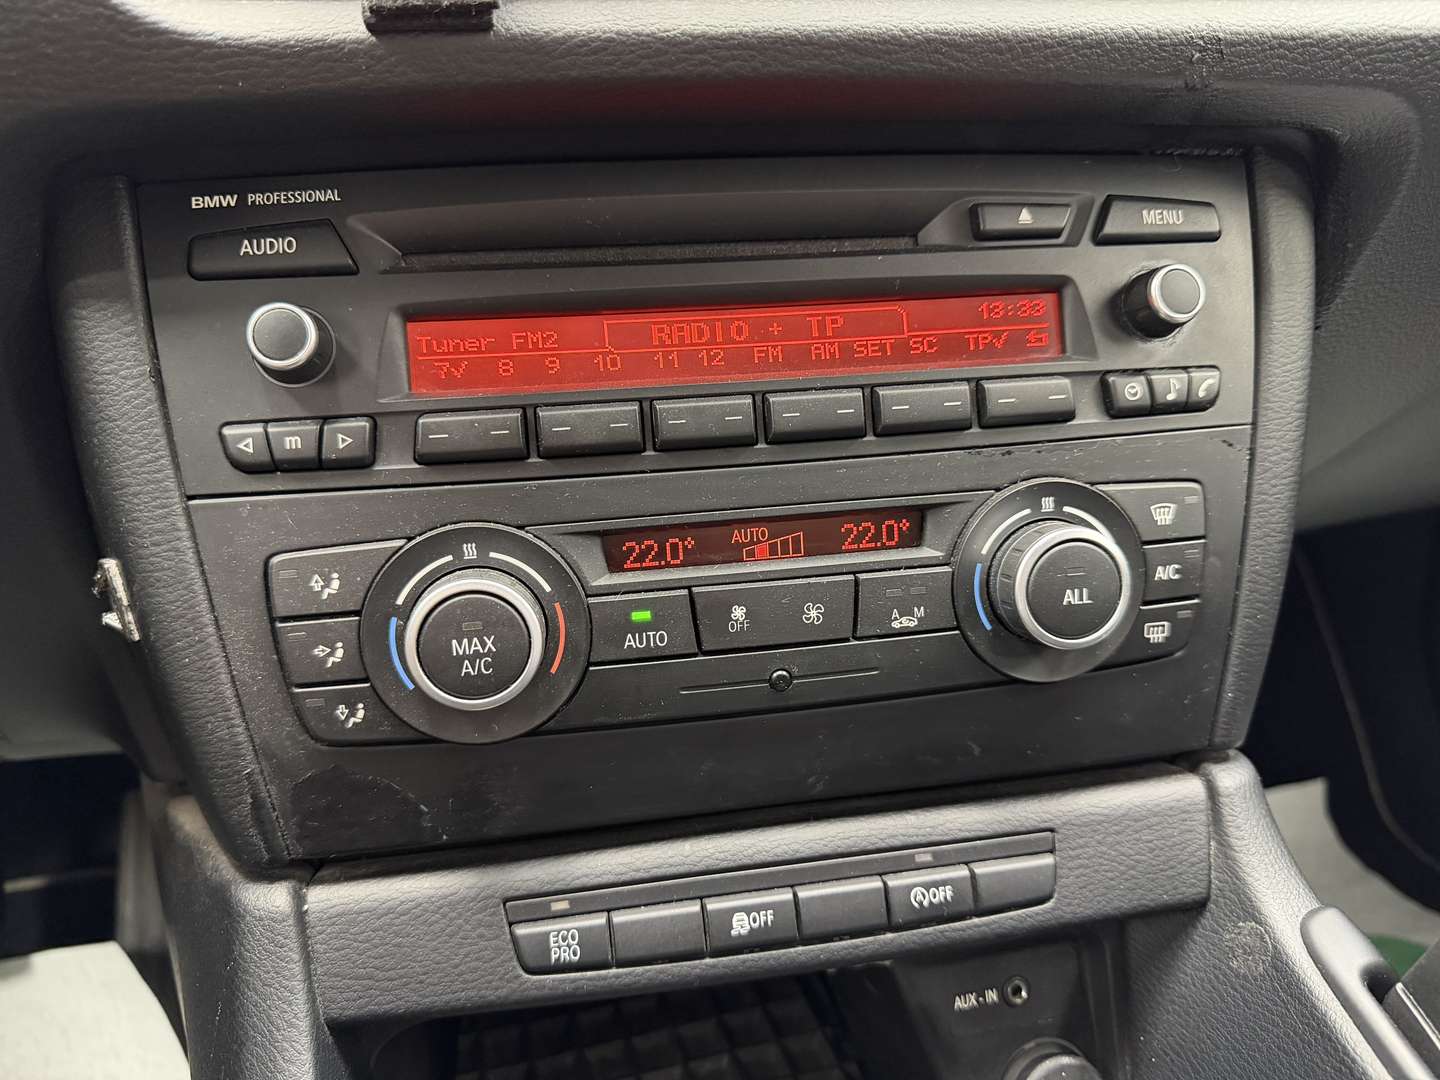 BMW PROFESSIONAL
AUDIO
MENU
13:33
Tuner FM2 RADIO + TP
7✓ 8 9 10 11 12 FM AM SET SC TP✓
m
22.0° AUTO 22.0°
MAX
A/C
AUTO
OFF
A M
ALL
A/C
ECO
PRO
OFF
A OFF
AUX-IN